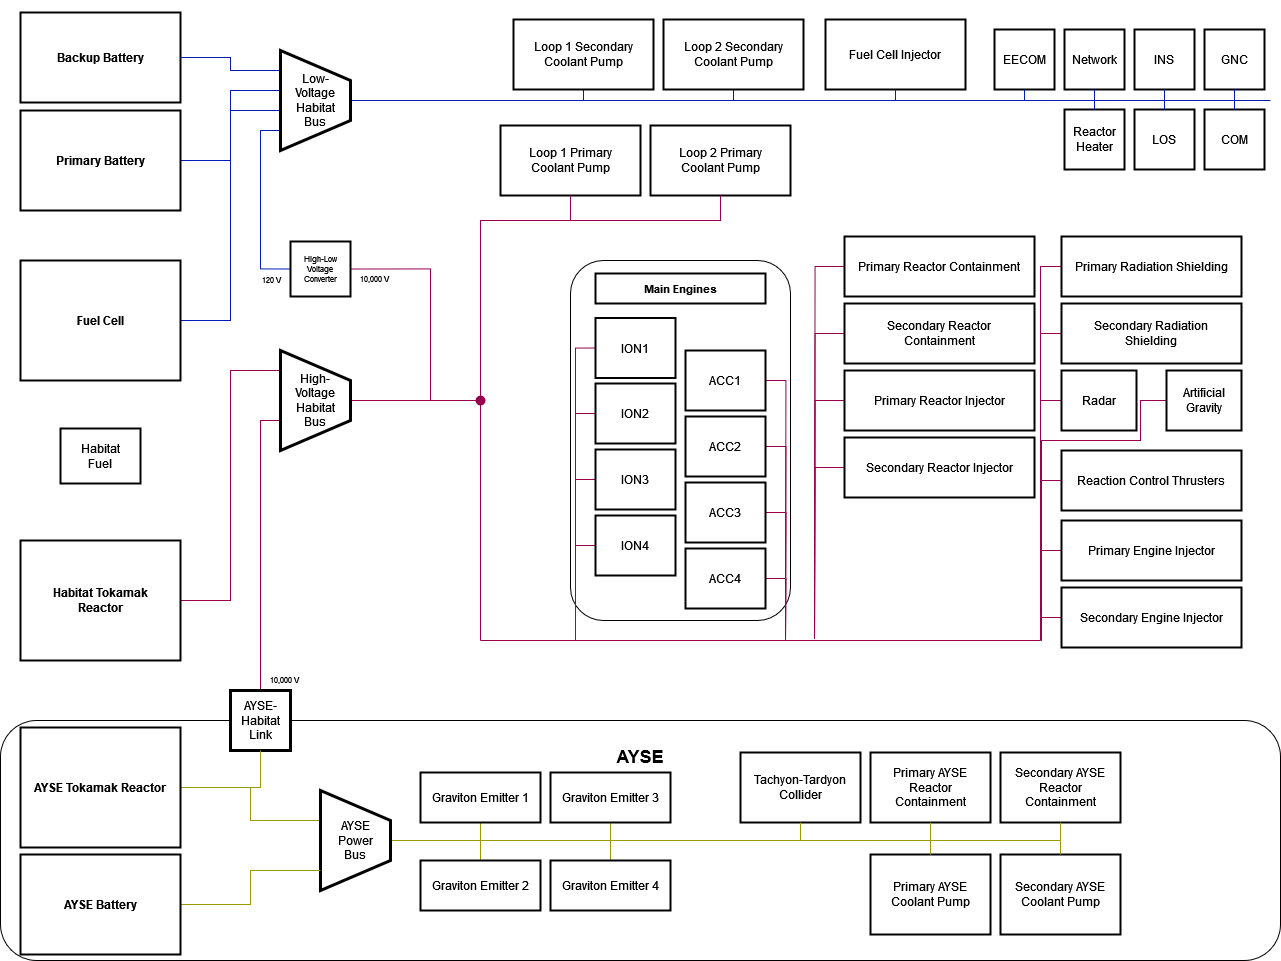 Backup Battery
Primary Battery
Fuel Cell
Habitat
Fuel
Habitat Tokamak
Reactor
Low-
Voltage
Habitat
Bus
High-Low
Voltage
Converter
120 V
10,000 V
High-
Voltage
Habitat
Bus
Loop 1 Secondary
Coolant Pump
Loop 2 Secondary
Coolant Pump
Fuel Cell Injector
EECOM
Network
INS
GNC
Reactor
Heater
LOS
COM
Loop 1 Primary
Coolant Pump
Loop 2 Primary
Coolant Pump
Main Engines
ION1
ION2
ION3
ION4
ACC1
ACC2
ACC3
ACC4
Primary Reactor Containment
Secondary Reactor
Containment
Primary Reactor Injector
Secondary Reactor Injector
Primary Radiation Shielding
Secondary Radiation
Shielding
Radar
Artificial
Gravity
Reaction Control Thrusters
Primary Engine Injector
Secondary Engine Injector
10,000 V
AYSE-
Habitat
Link
AYSE
AYSE Tokamak Reactor
AYSE Battery
AYSE
Power
Bus
Graviton Emitter 1
Graviton Emitter 3
Graviton Emitter 2
Graviton Emitter 4
Tachyon-Tardyon
Collider
Primary AYSE
Reactor
Containment
Secondary AYSE
Reactor
Containment
Primary AYSE
Coolant Pump
Secondary AYSE
Coolant Pump